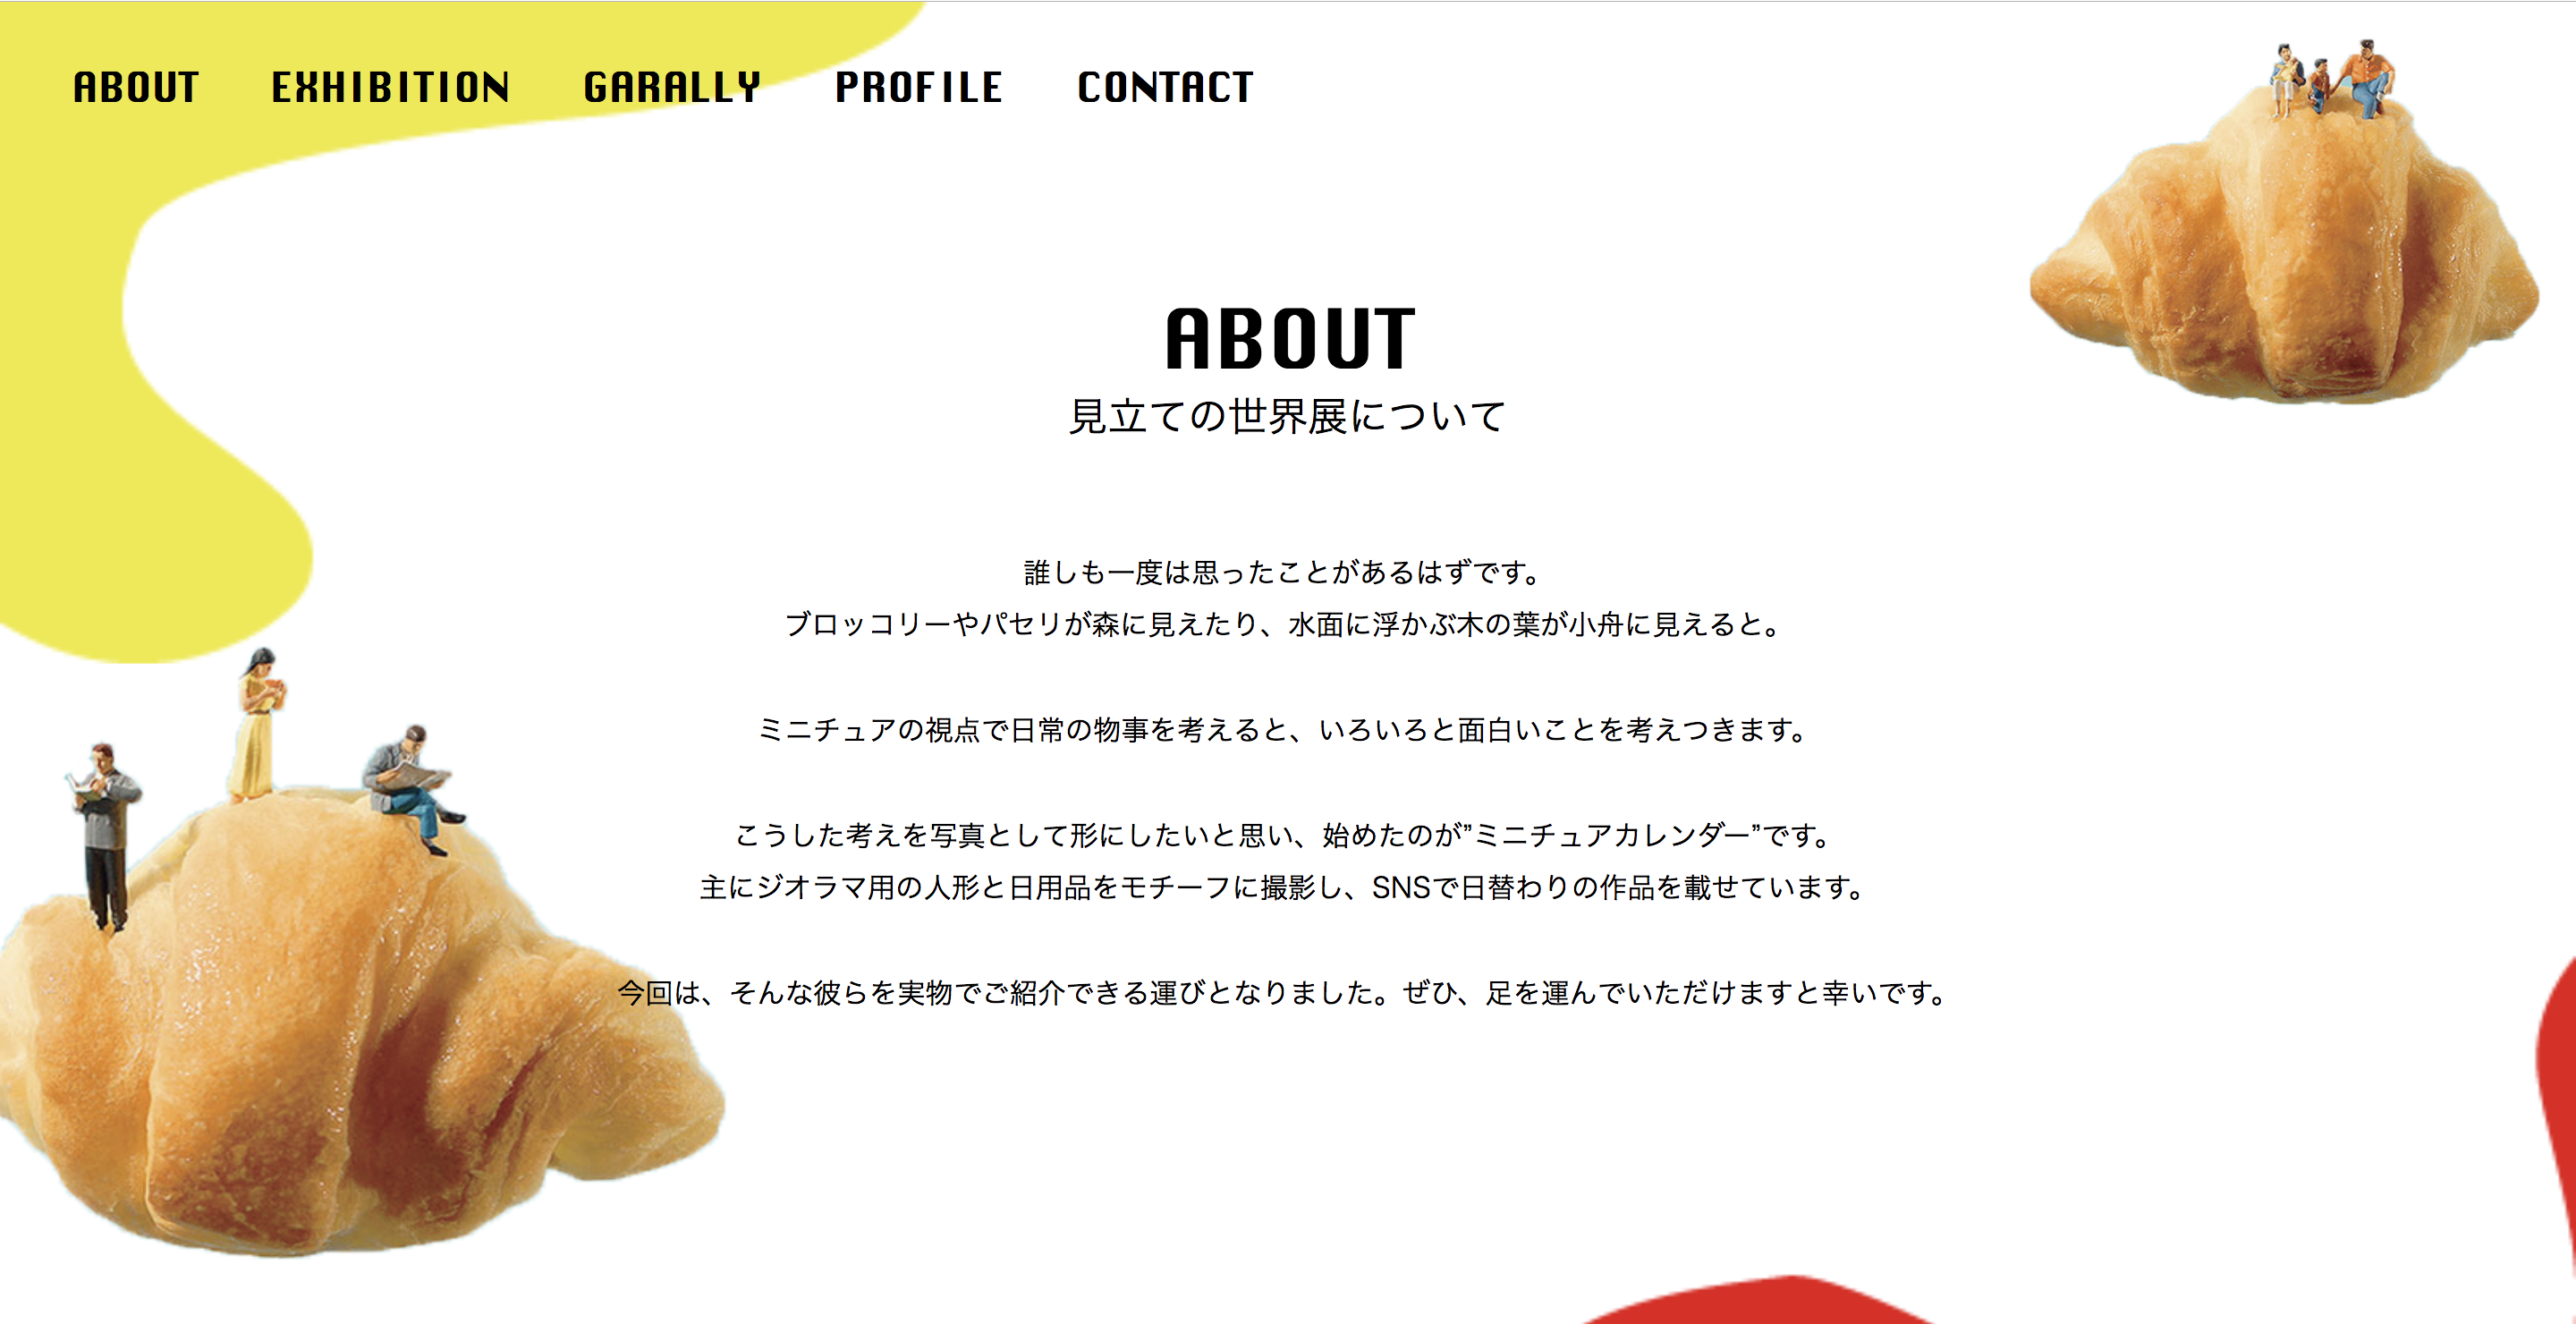 ABOUT EXHIBITION GARALLY PROFILE CONTACT
ABOUT
見立ての世界展について
誰しも一度は思ったことがあるはずです。
ブロッコリーやパセリが森に見えたり、水面に浮かぶ木の葉が小舟に見えると。
ミニチュアの視点で日常の物事を考えると、いろいろと面白いことを考えつきます。
こうした考えを写真として形にしたいと思い、始めたのが”ミニチュアカレンダー”です。
主にジオラマ用の人形と日用品をモチーフに撮影し、SNSで日替わりの作品を載せています。
今回は、そんな彼らを実物でご紹介できる運びとなりました。ぜひ、足を運んでいただけますと幸いです。